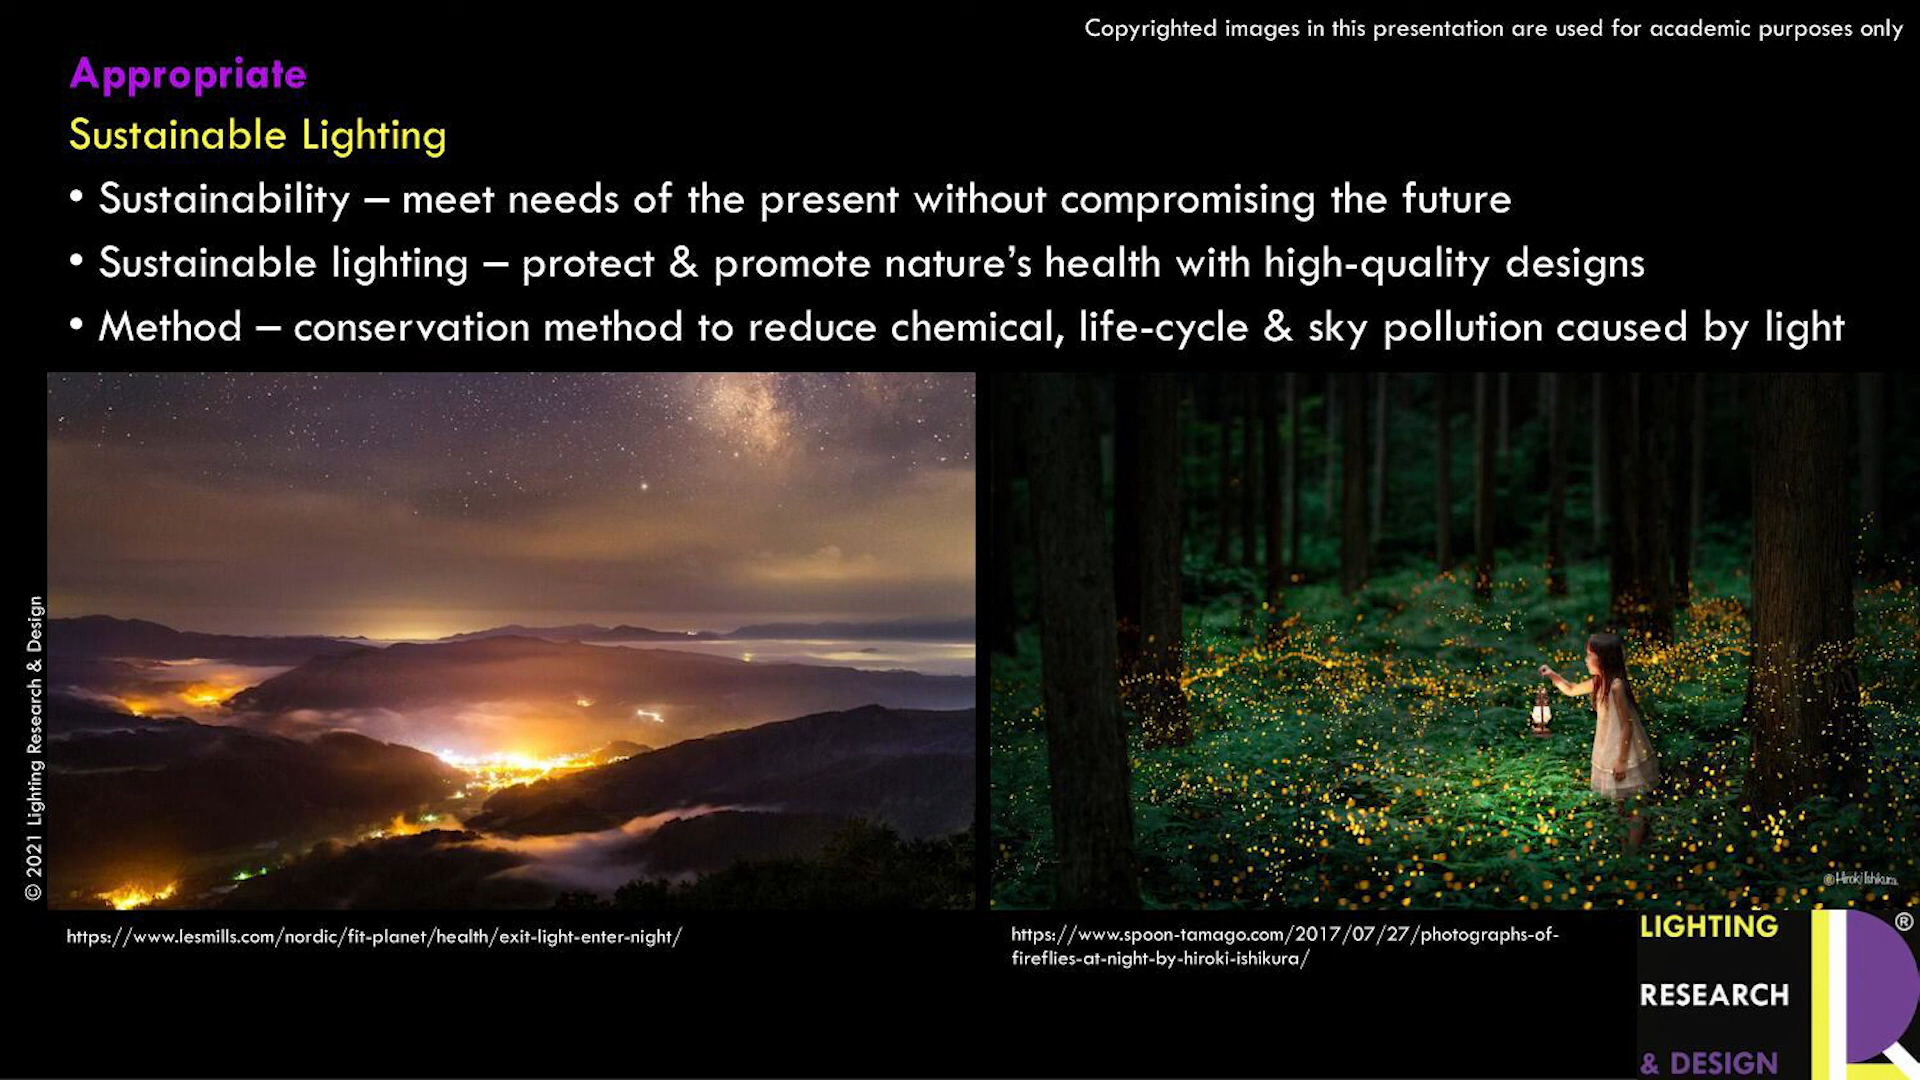 Copyrighted images in this presentation are used for academic purposes only
Appropriate
Sustainable Lighting
• Sustainability – meet needs of the present without compromising the future
• Sustainable lighting – protect & promote nature's health with high-quality designs
• Method – conservation method to reduce chemical, life-cycle & sky pollution caused by light
© 2021 Lighting Research & Design
@Hiroki Ishikura.
https://www.lesmills.com/nordic/fit-planet/health/exit-light-enter-night/
https://www.spoon-tamago.com/2017/07/27/photographs-of-
fireflies-at-night-by-hiroki-ishikura/
LIGHTING
RESEARCH
& DESIGN
®